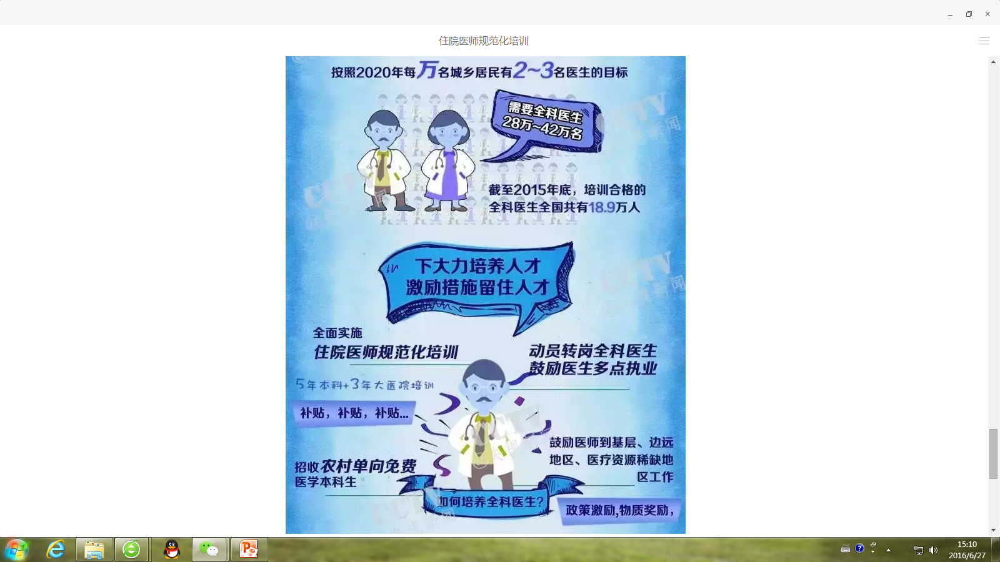 住院医师规范化培训
按照2020年每万名城乡居民有2~3名医生的目标
需要全科医生
28万~42万名
截至2015年底，培训合格的
全科医生全国共有18.9万人
下大力培养人才
激励措施留住人才
全面实施
住院医师规范化培训
5年本科+3年大医院培训
补贴，补贴，补贴...
动员转岗全科医生
鼓励医生多点执业
招收农村单向免费
医学本科生
鼓励医师到基层、边远
地区、医疗资源稀缺地
区工作
如何培养全科医生?
政策激励,物质奖励，
CCTV
15:10
2016/6/27